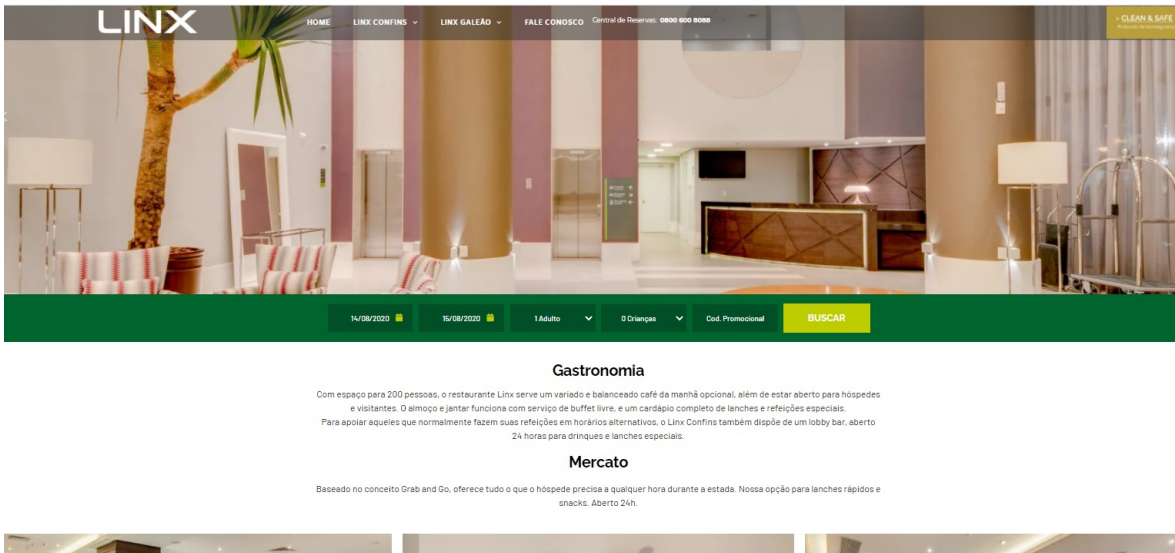 LINX
HOME LINX CONFINS LINX GALEÃO FALE CONOSCO Central de Reservas: 0800 600 8088
CLEAN & SAFE
14/08/2020 15/08/2020 1 Adulto 0 Crianças Cod. Promocional BUSCAR
Gastronomia
Com espaço para 200 pessoas, o restaurante Linx serve um variado e balanceado café da manhã opcional, além de estar aberto para hóspedes
e visitantes. O almoço e jantar funciona com serviço de buffet livre, e um cardápio completo de lanches e refeições especiais.
Para apoiar aqueles que normalmente fazem suas refeições em horários alternativos, o Linx Confins também dispõe de um lobby bar, aberto
24 horas para drinques e lanches especiais.
Mercato
Baseado no conceito Grab and Go, oferece tudo o que o hóspede precisa a qualquer hora durante a estada. Nossa opção para lanches rápidos e
snacks. Aberto 24h.